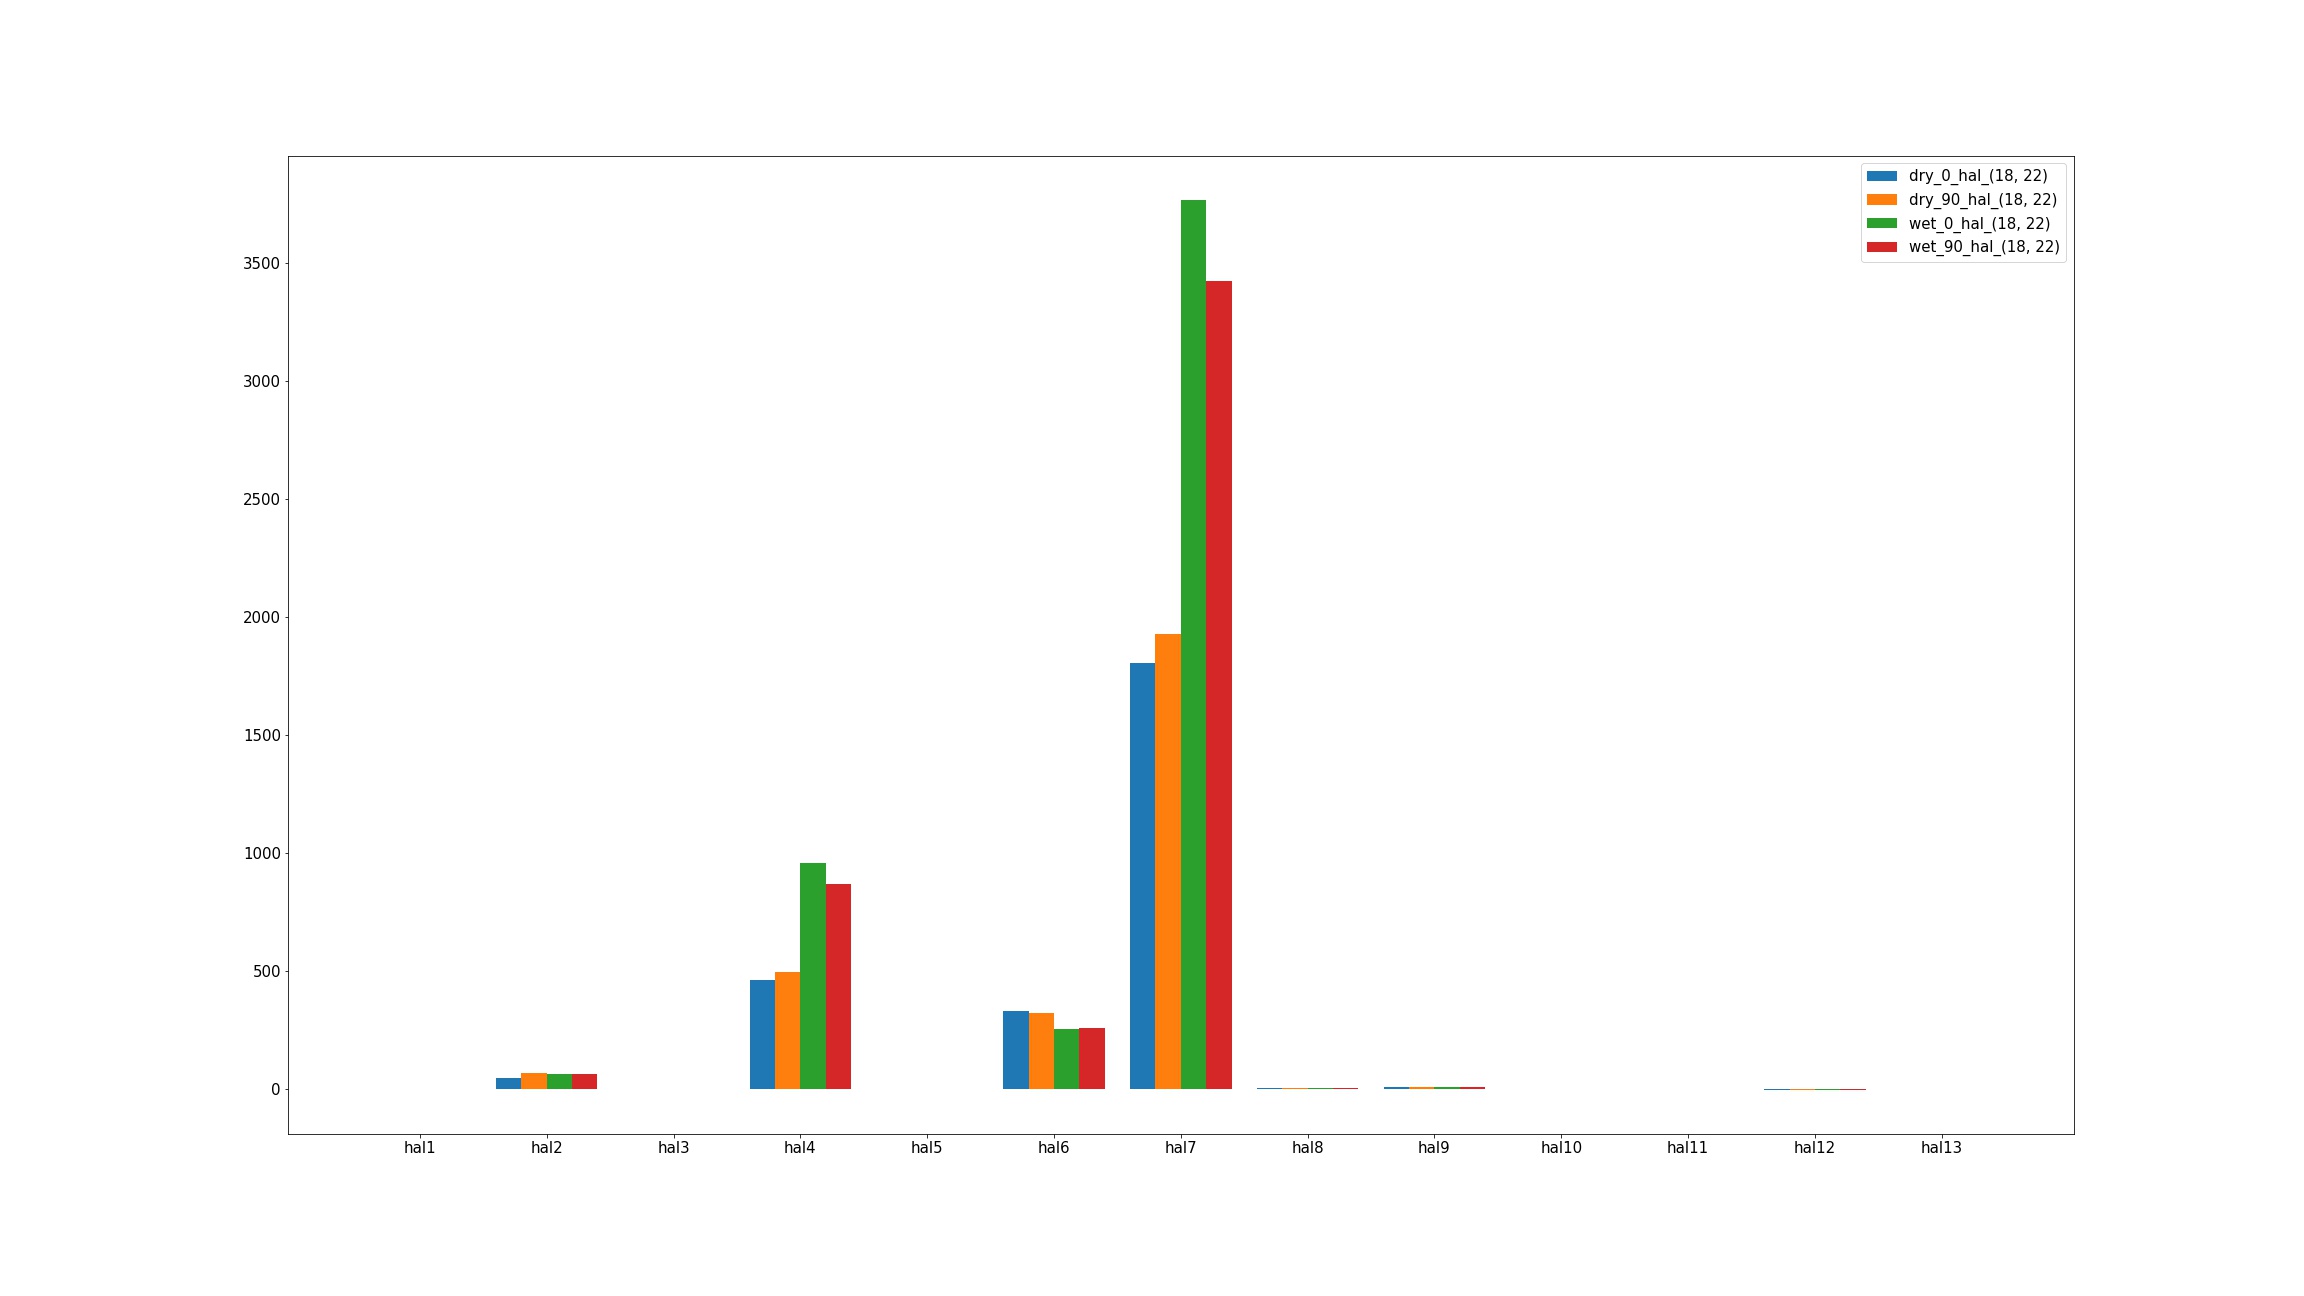 dry_0_hal_(18, 22)
dry_90_hal_(18, 22)
wet_0_hal_(18, 22)
wet_90_hal_(18, 22)
3500
3000
2500
2000
1500
1000
500
0
hal1 hal2 hal3 hal4 hal5 hal6 hal7 hal8 hal9 hal10 hal11 hal12 hal13